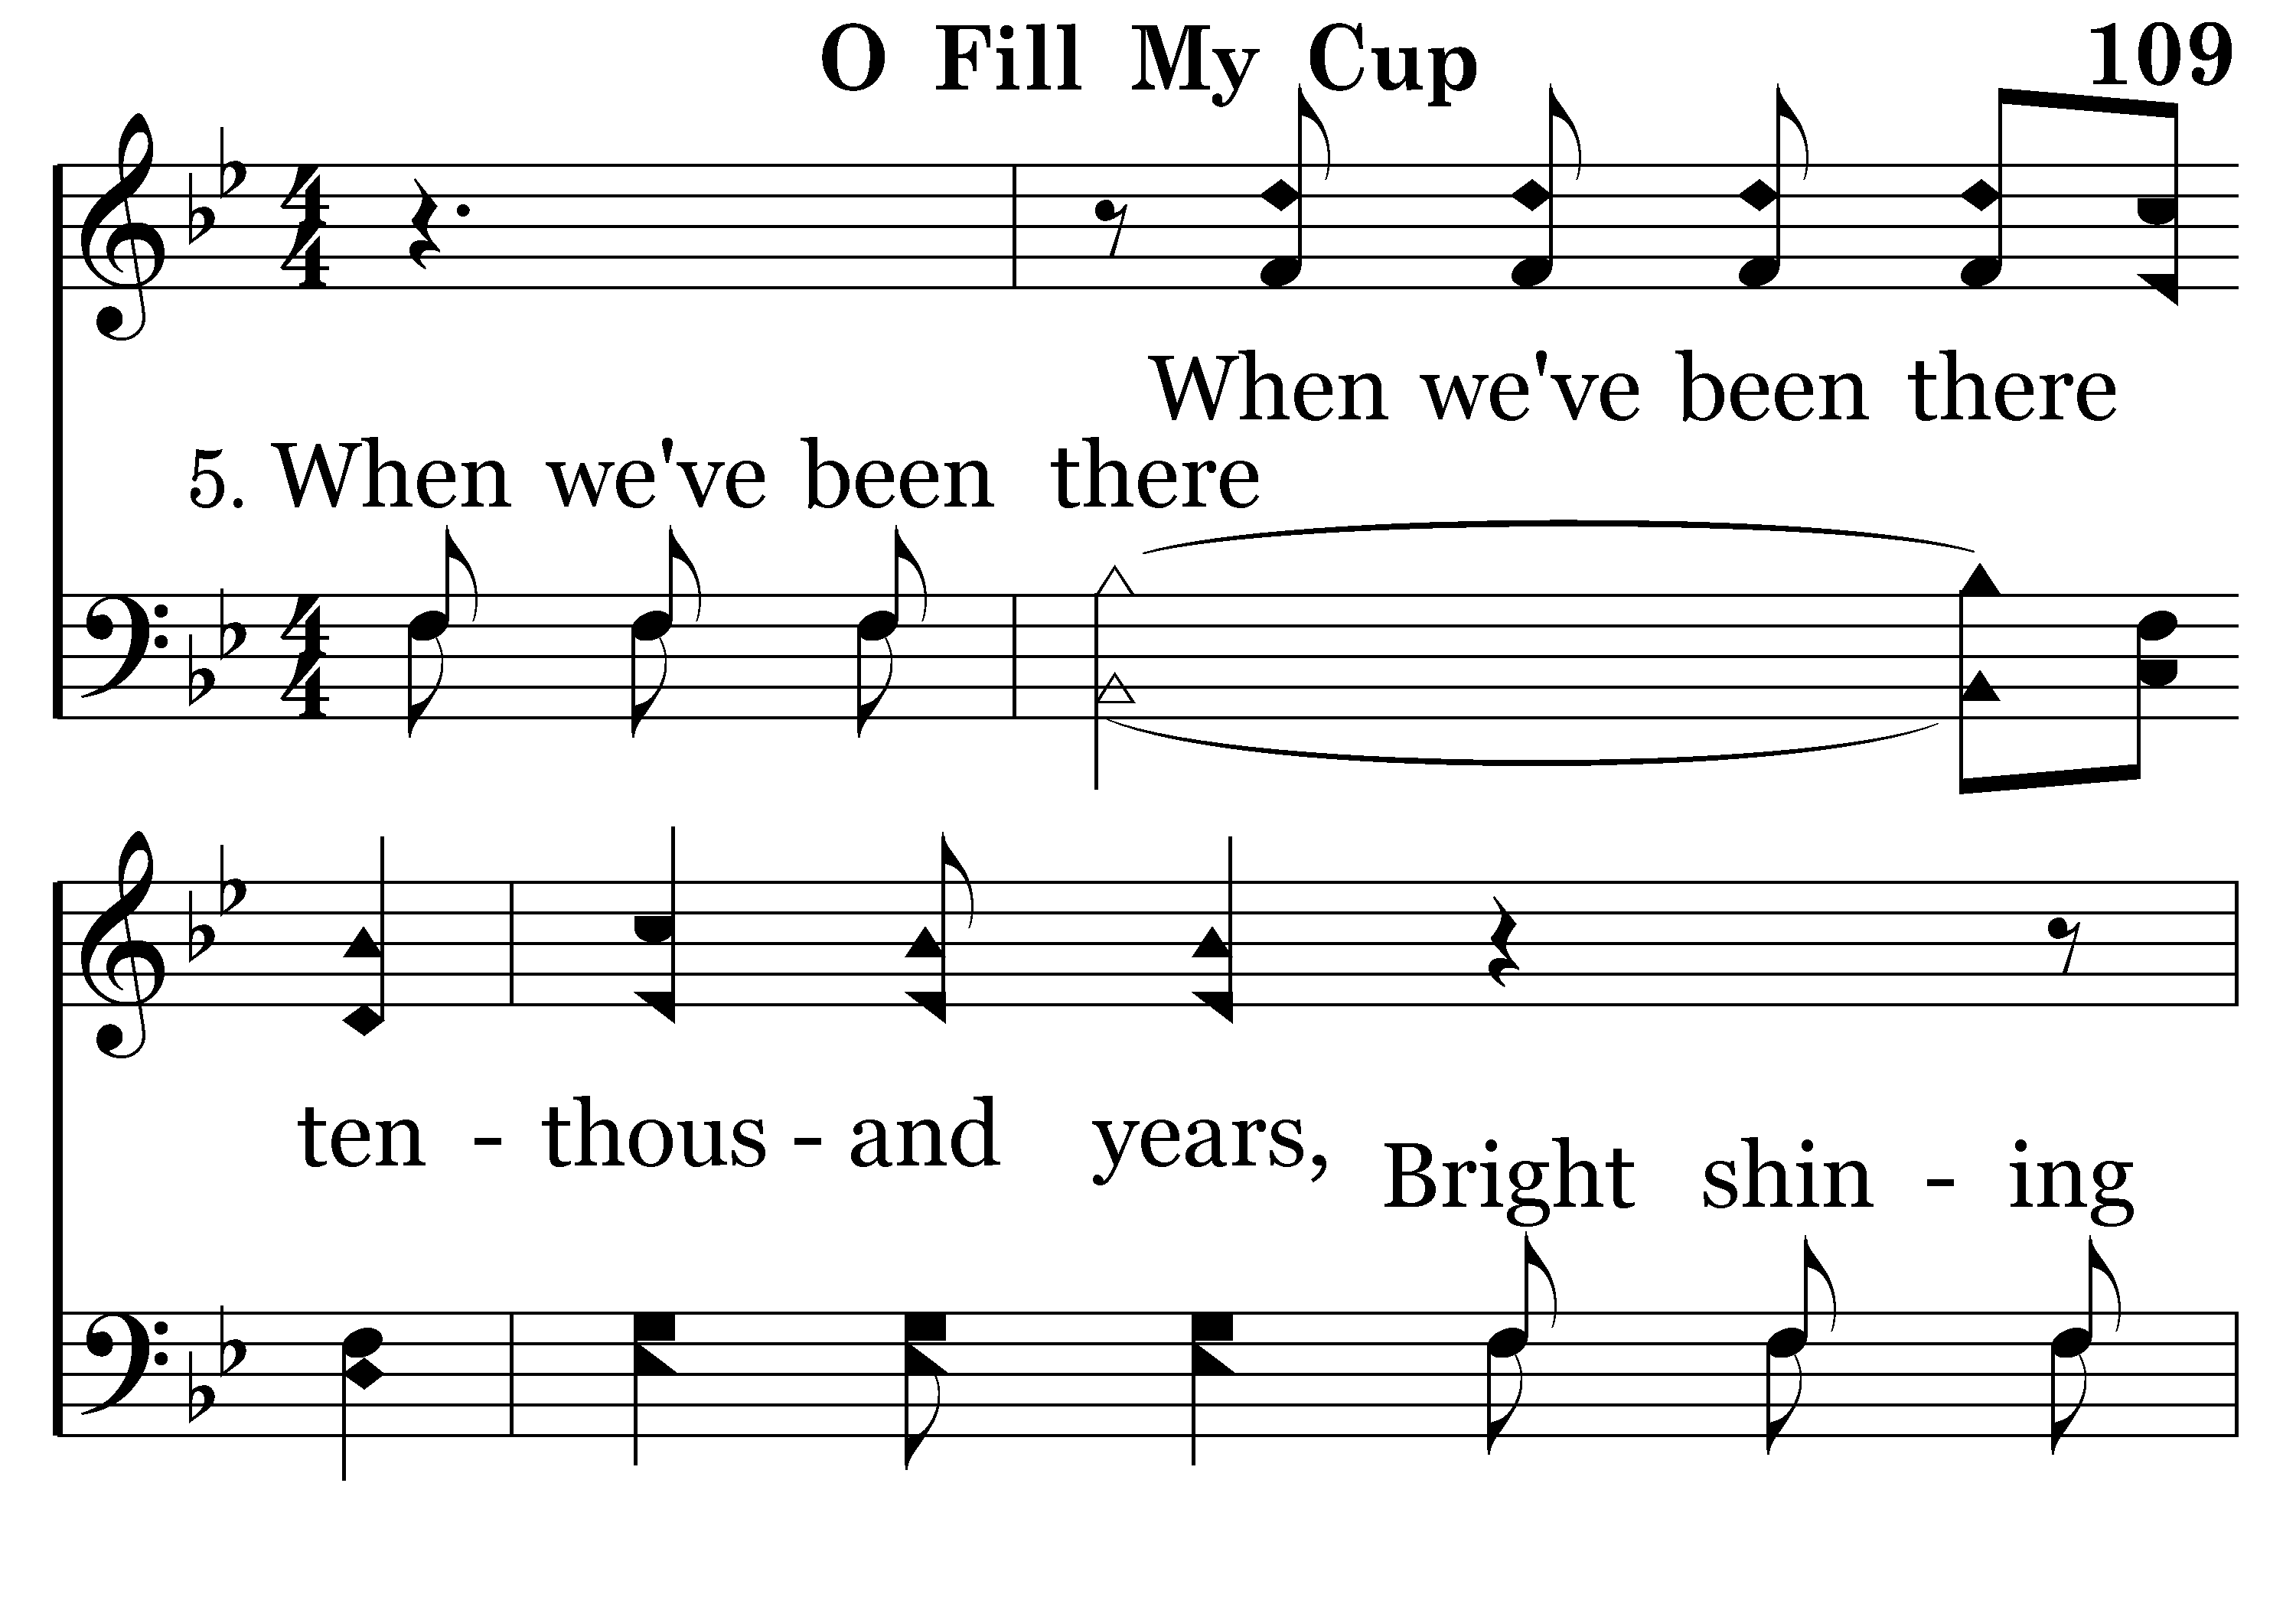 O Fill My Cup 109
When we've been there
5. When we've been there
ten - thous - and years,
Bright shin - ing